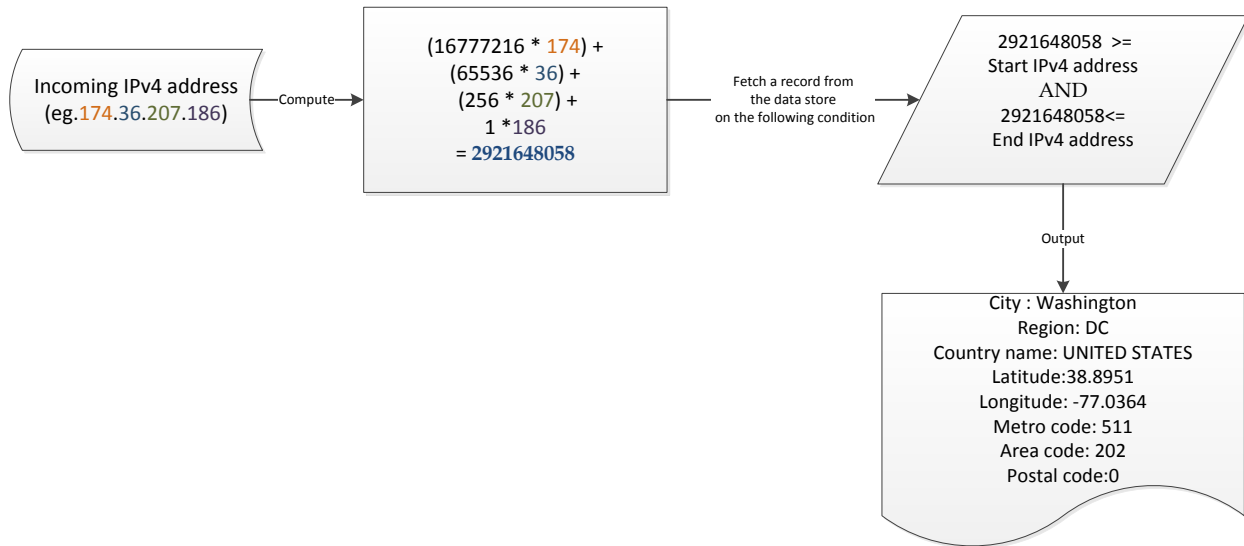 Incoming IPv4 address
(eg.174.36.207.186)
Compute
(16777216 * 174) +
(65536 * 36) +
(256 * 207) +
1 *186
= 2921648058
Fetch a record from
the data store
on the following condition
2921648058 >=
Start IPv4 address
AND
2921648058<=
End IPv4 address
Output
City : Washington
Region: DC
Country name: UNITED STATES
Latitude:38.8951
Longitude: -77.0364
Metro code: 511
Area code: 202
Postal code:0